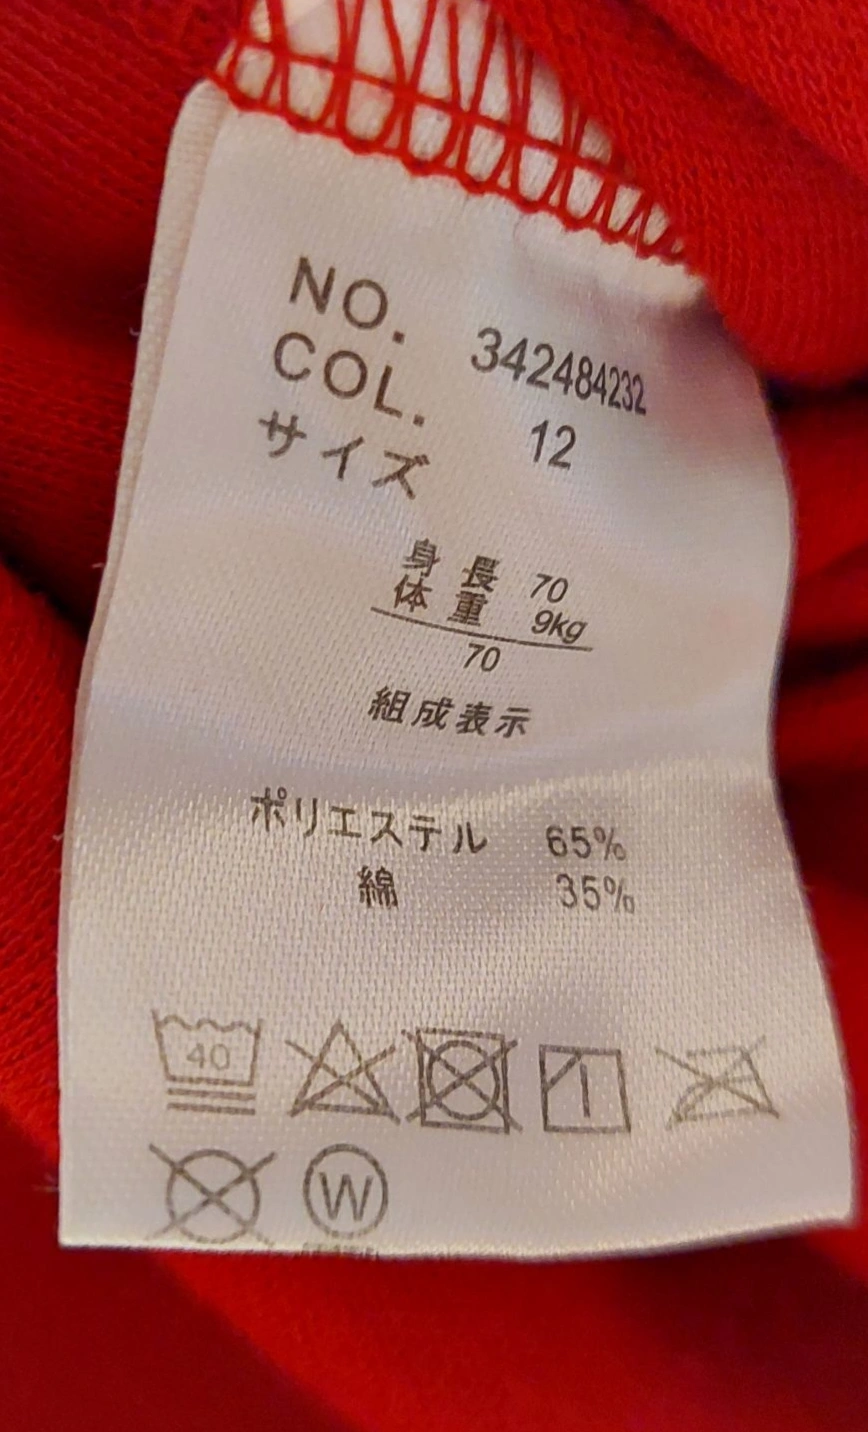 NO. 342484232
COL. 12
サイズ
身長 70
体重 9kg
70
組成表示
ポリエステル 65%
綿 35%
40
W